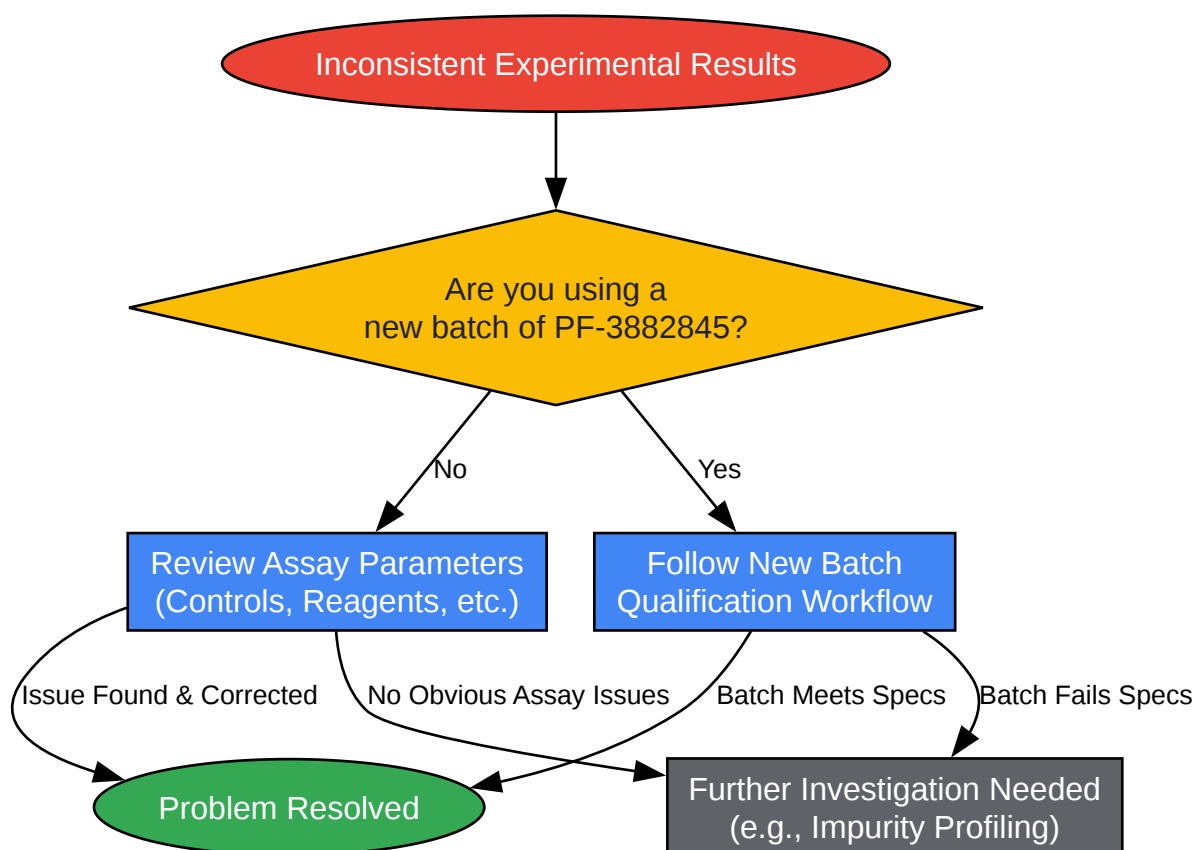 Inconsistent Experimental Results
Are you using a
new batch of PF-3882845?
No
Yes
Review Assay Parameters
(Controls, Reagents, etc.)
Follow New Batch
Qualification Workflow
Issue Found & Corrected
No Obvious Assay Issues
Batch Meets Specs
Batch Fails Specs
Problem Resolved
Further Investigation Needed
(e.g., Impurity Profiling)